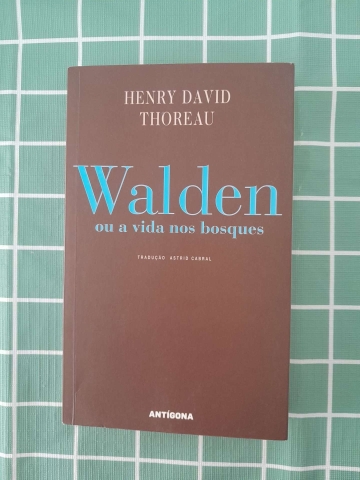 HENRY DAVID
THOREAU
Walden
ou a vida nos bosques
TRADUÇÃO ASTRID CABRAL
ANTÍGONA